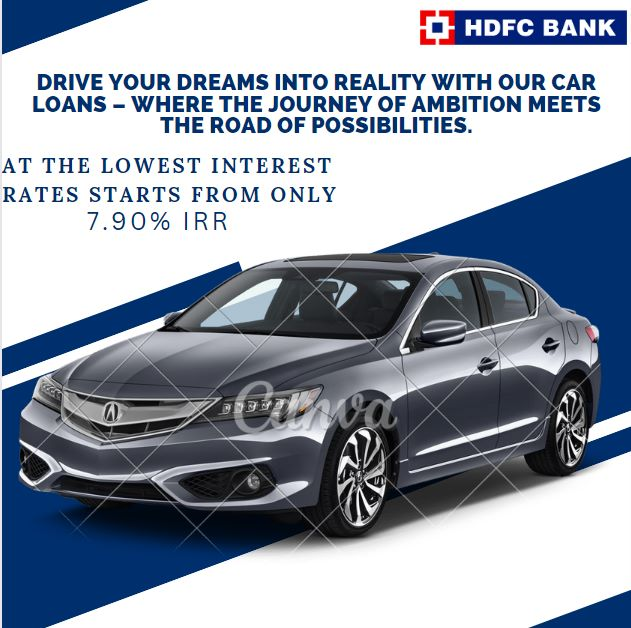 HDFC BANK
DRIVE YOUR DREAMS INTO REALITY WITH OUR CAR
LOANS – WHERE THE JOURNEY OF AMBITION MEETS
THE ROAD OF POSSIBILITIES.
AT THE LOWEST INTEREST
RATES STARTS FROM ONLY
7.90% IRR
Canva